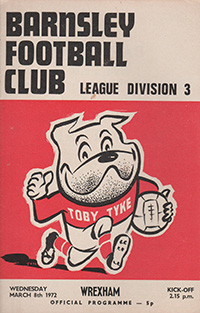 BARNSLEY
FOOTBALL
CLUB
LEAGUE DIVISION 3
TOBY TYKE
WEDNESDAY
MARCH 8th 1972
WREXHAM
OFFICIAL PROGRAMME — 5p
KICK-OFF
2.15 p.m.